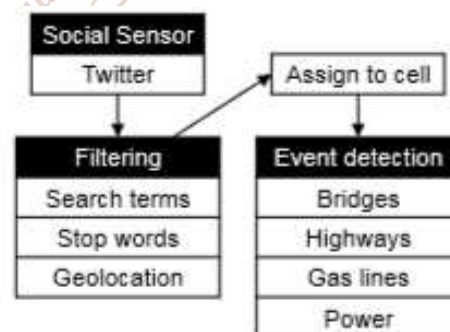 Social Sensor
Twitter
Filtering
Search terms
Stop words
Geolocation
Assign to cell
Event detection
Bridges
Highways
Gas lines
Power